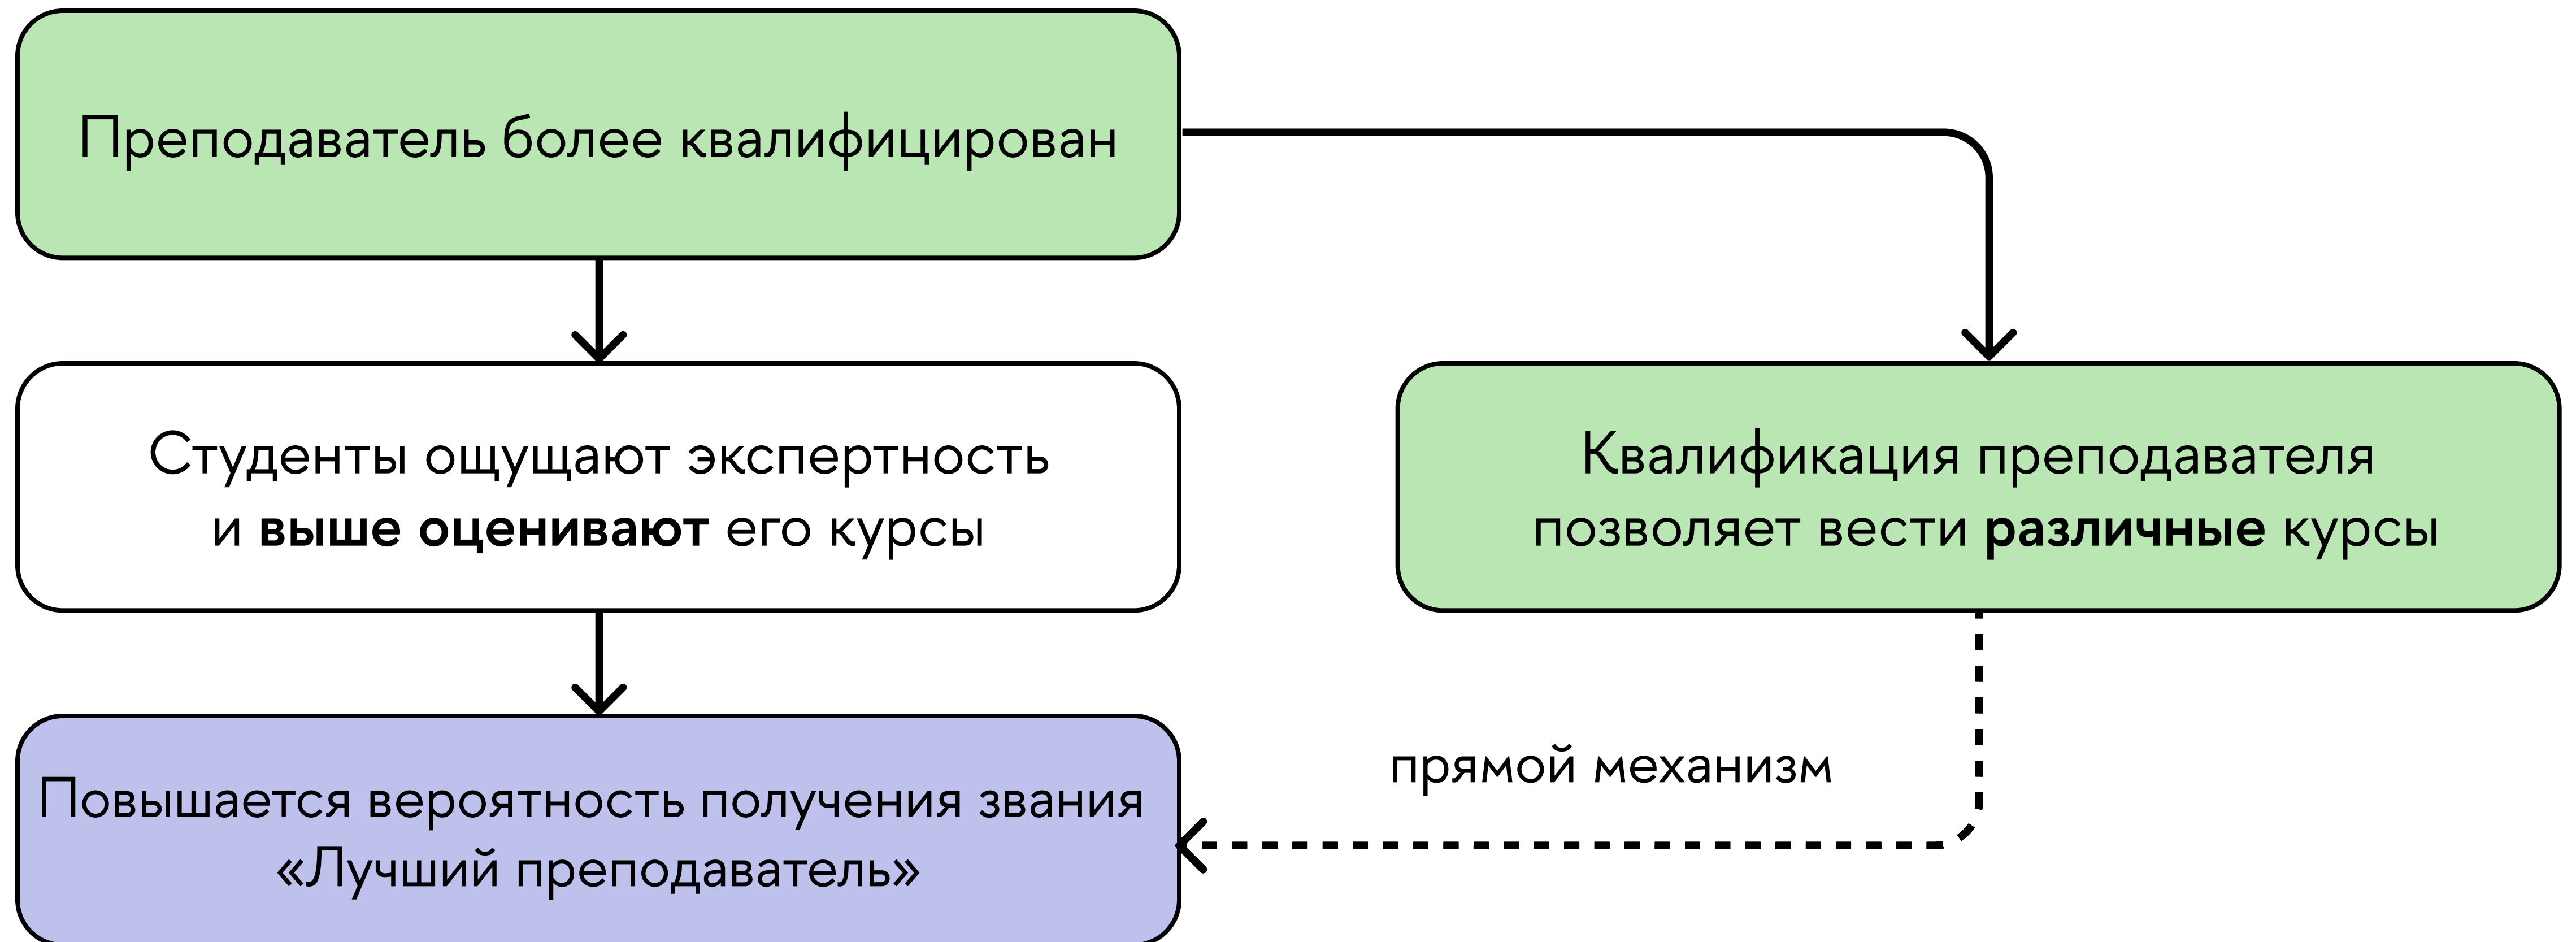 Преподаватель более квалифицирован
Студенты ощущают экспертность
и выше оценивают его курсы
Квалификация преподавателя
позволяет вести различные курсы
прямой механизм
Повышается вероятность получения звания
«Лучший преподаватель»